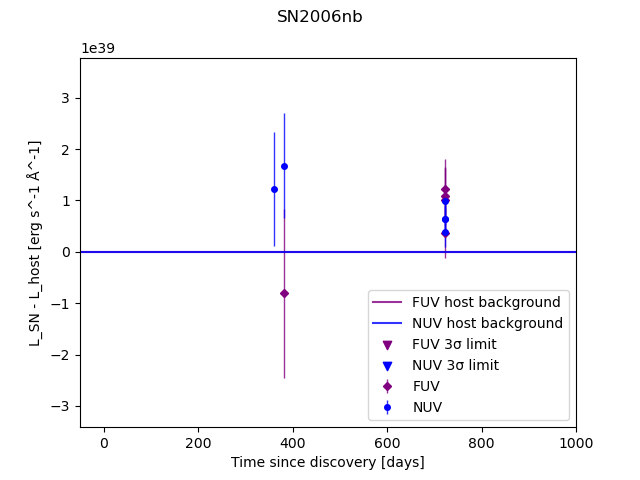 SN2006nb
1e39
L_SN - L_host [erg s^-1 Å^-1]
3
2
1
0
−1
−2
−3
FUV host background
NUV host background
FUV 3σ limit
NUV 3σ limit
FUV
NUV
0 200 400 600 800 1000
Time since discovery [days]